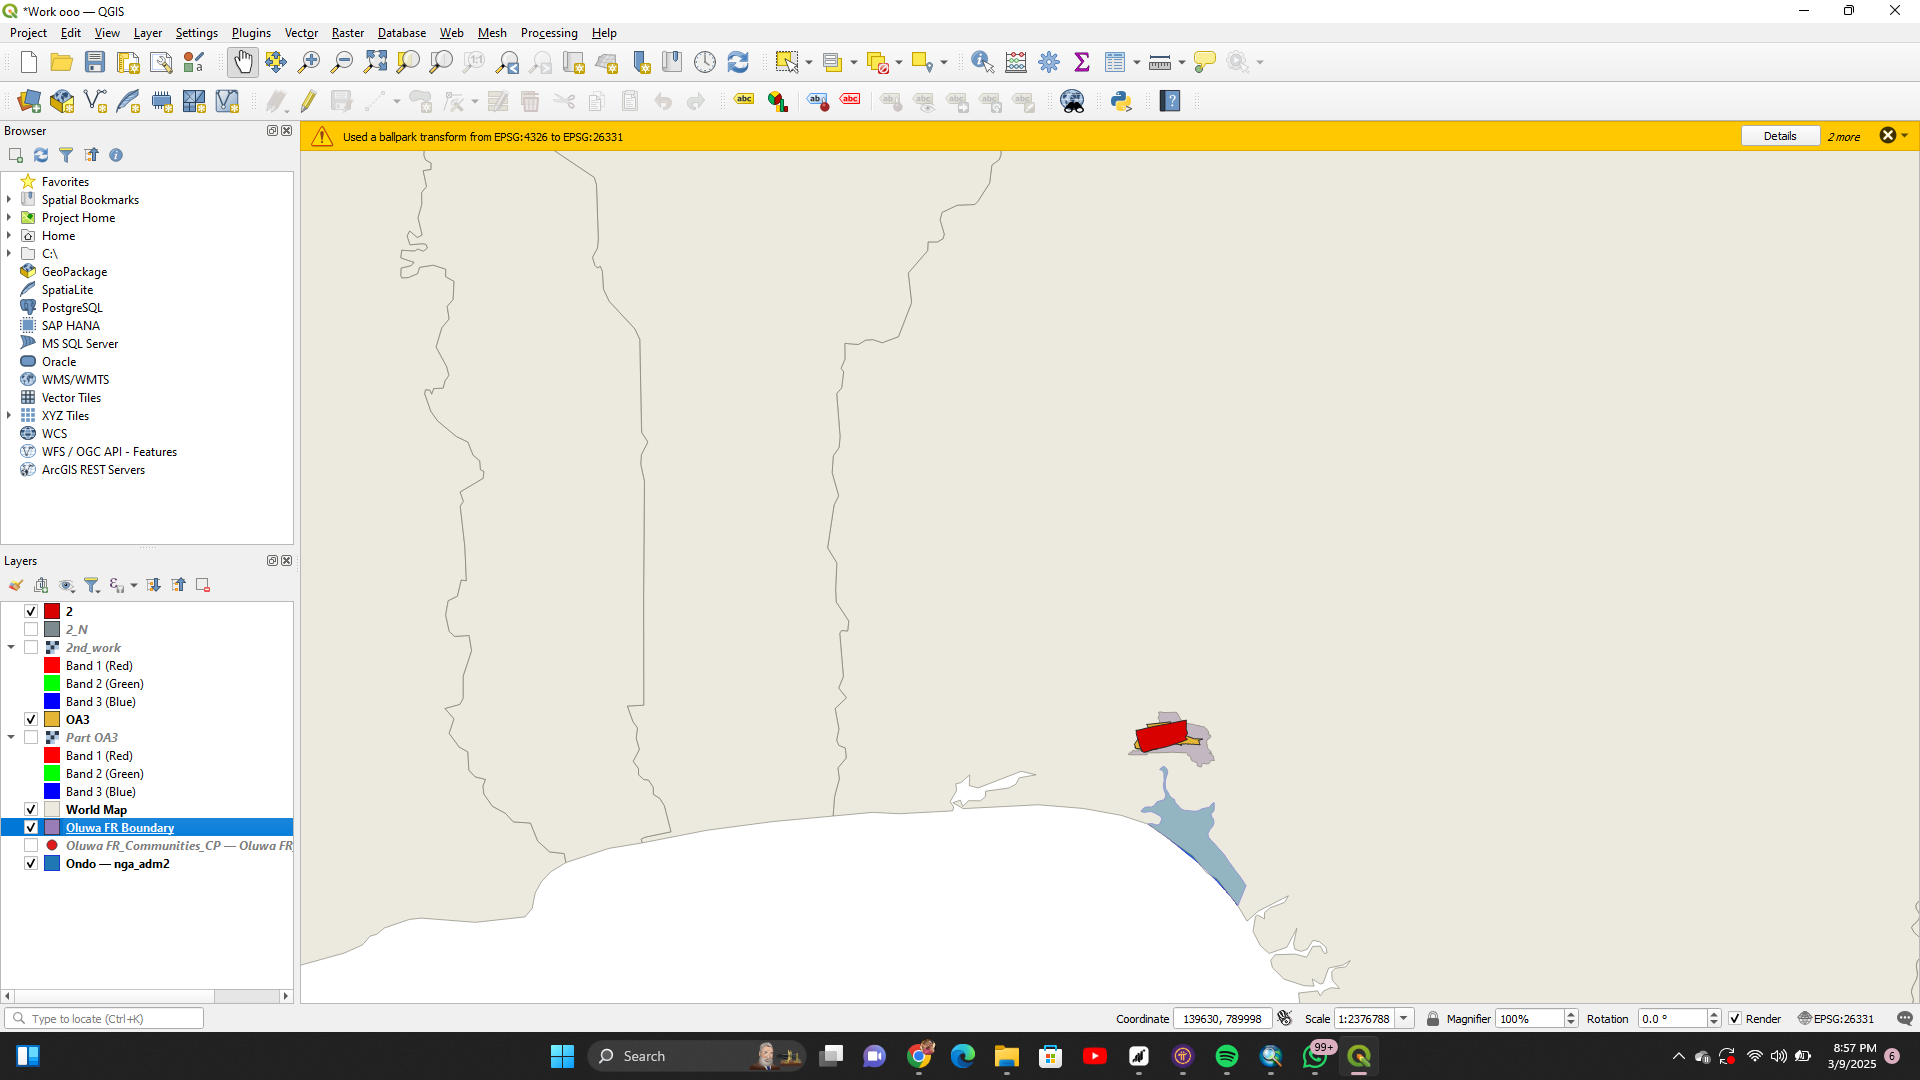 *Work ooo — QGIS
Project Edit View Layer Settings Plugins Vector Raster Database Web Mesh Processing Help
Browser
Used a ballpark transform from EPSG:4326 to EPSG:26331
Details
2 more
Favorites
Spatial Bookmarks
Project Home
Home
C:\
GeoPackage
SpatiaLite
PostgreSQL
SAP HANA
MS SQL Server
Oracle
WMS/WMTS
Vector Tiles
XYZ Tiles
WCS
WFS / OGC API - Features
ArcGIS REST Servers
Layers
2
2_N
2nd_work
Band 1 (Red)
Band 2 (Green)
Band 3 (Blue)
OA3
Part OA3
Band 1 (Red)
Band 2 (Green)
Band 3 (Blue)
World Map
Oluwa FR Boundary
Oluwa FR_Communities_CP — Oluwa FR
Ondo — nga_adm2
Type to locate (Ctrl+K)
Coordinate 139630, 789998 Scale 1:2376788 Magnifier 100% Rotation 0.0 ° Render EPSG:26331
Search
99+
8:57 PM
3/9/2025
6